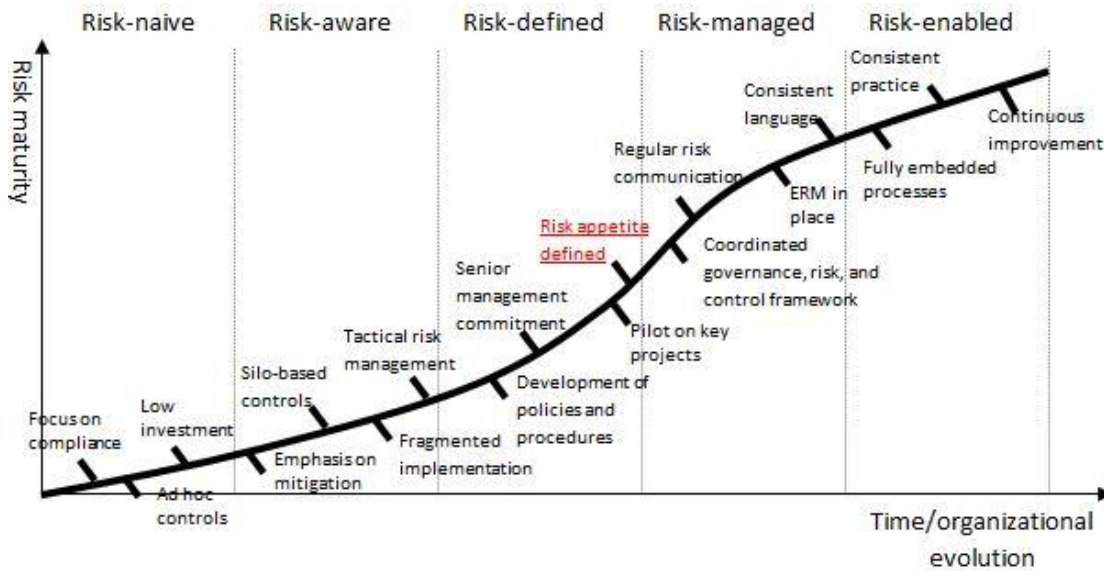 Risk-naive
Risk-aware
Risk-defined
Risk-managed
Risk-enabled
Risk maturity
Focus on
compliance
Ad hoc
controls
Low
investment
Emphasis on
mitigation
Silo-based
controls
Fragmented
implementation
Tactical risk
management
Development of
policies and
procedures
Senior
management
commitment
Pilot on key
projects
Risk appetite
defined
Coordinated
governance, risk, and
control framework
Regular risk
communication
ERM in
place
Consistent
language
Fully embedded
processes
Consistent
practice
Continuous
improvement
Time/organizational
evolution